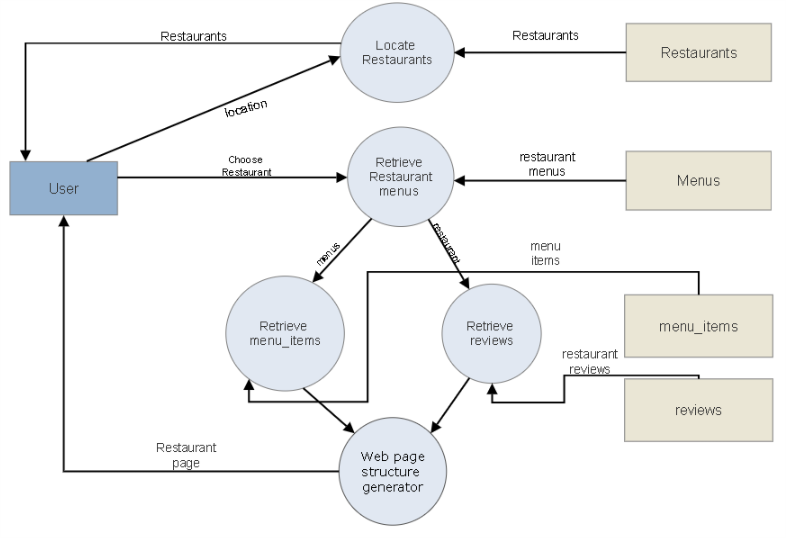 Restaurants
Restaurants
Locate
Restaurants
Restaurants
location
User
Choose
Restaurant
Retrieve
Restaurant
menus
restaurant
menus
Menus
menus
restaurant
menu
items
Retrieve
menu_items
Retrieve
reviews
menu_items
restaurant
reviews
reviews
Restaurant
page
Web page
structure
generator